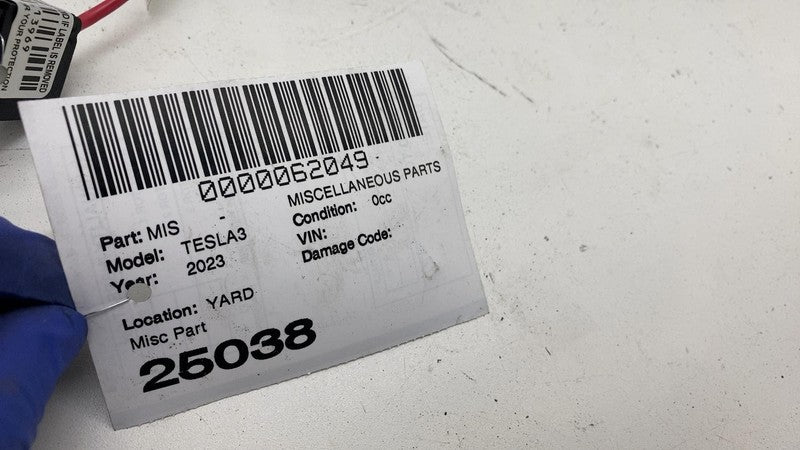 D IF LABEL IS REMOVED
13969
R YOUR PROTECTION
0000062049
Part: MIS -
MISCELLANEOUS PARTS
Model: TESLA3
Condition: 0cc
Year: 2023
VIN:
Damage Code:
Location: YARD
Misc Part
25038